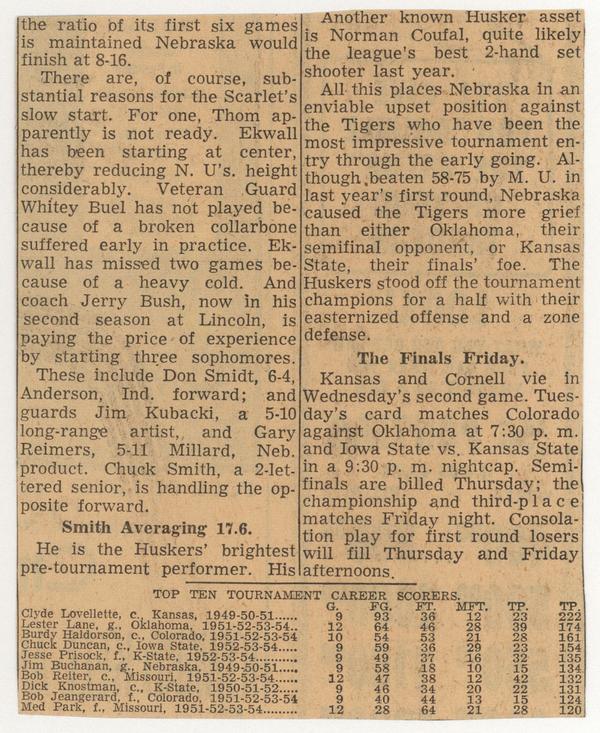 the ratio of its first six games
is maintained Nebraska would
finish at 8-16.
There are, of course, sub-
stantial reasons for the Scarlet's
slow start. For one, Thom ap-
parently is not ready. Ekwall
has been starting at center,
thereby reducing N. U's. height
considerably. Veteran Guard
Whitey Buel has not played be-
cause of a broken collarbone
suffered early in practice. Ek-
wall has missed two games be-
cause of a heavy cold. And
coach Jerry Bush, now in his
second season at Lincoln, is
paying the price of experience
by starting three sophomores.
These include Don Smidt, 6-4,
Anderson, Ind. forward; and
guards Jim Kubacki, a 5-10
long-range artist, and Gary
Reimers, 5-11 Millard, Neb.
product. Chuck Smith, a 2-let-
tered senior, is handling the op-
posite forward.
Smith Averaging 17.6.
He is the Huskers' brightest
pre-tournament performer. His
Another known Husker asset
is Norman Coufal, quite likely
the league's best 2-hand set
shooter last year.
All this places Nebraska in an
enviable upset position against
the Tigers who have been the
most impressive tournament en-
try through the early going. Al-
though beaten 58-75 by M. U. in
last year's first round, Nebraska
caused the Tigers more grief
than either Oklahoma, their
semifinal opponent, or Kansas
State, their finals' foe. The
Huskers stood off the tournament
champions for a half with their
easternized offense and a zone
defense.
The Finals Friday.
Kansas and Cornell vie in
Wednesday's second game. Tues-
day's card matches Colorado
against Oklahoma at 7:30 p. m.
and Iowa State vs. Kansas State
in a 9:30 p. m. nightcap. Semi-
finals are billed Thursday; the
championship and third-place
matches Friday night. Consola-
tion play for first round losers
will fill Thursday and Friday
afternoons.
TOP TEN TOURNAMENT CAREER SCORERS.
G. FG. FT. MFT. TP. TP.
Clyde Lovellette, c., Kansas, 1949-50-51...... 9 93 36 12 23 222
Lester Lane, g., Oklahoma, 1951-52-53-54.. 12 64 46 28 39 174
Burdy Haldorson, c., Colorado, 1951-52-53-54 10 54 53 21 28 161
Chuck Duncan, c., Iowa State, 1952-53-54...... 9 59 36 29 23 154
Jesse Prisock, f., K-State, 1952-53-54.......... 9 49 37 16 32 135
Jim Buchanan, g., Nebraska, 1949-50-51...... 9 58 18 10 15 134
Bob Reiter, c., Missouri, 1951-52-53-54........ 12 47 38 12 42 132
Dick Knostman, c., K-State, 1950-51-52...... 9 46 34 20 22 131
Bob Jeangerard, f., Colorado, 1951-52-53-54 9 40 44 13 15 124
Med Park, f., Missouri, 1951-52-53-54......... 12 28 64 21 28 120